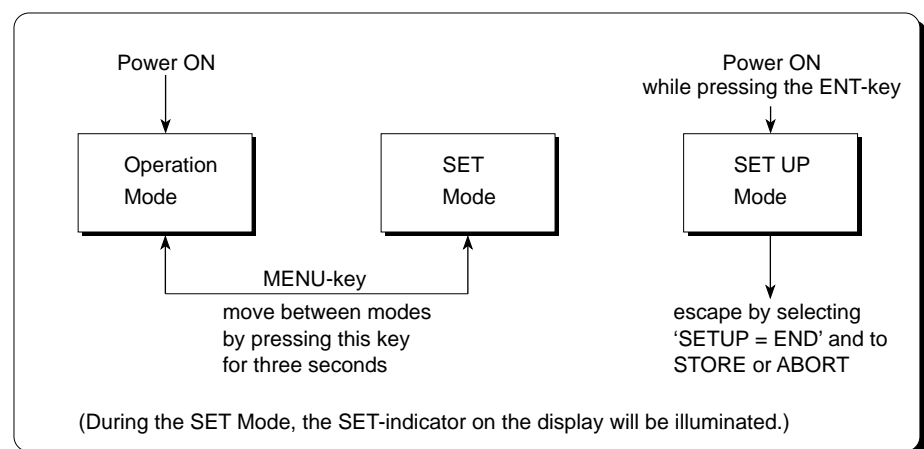 Power ON
Operation
Mode
SET
Mode
MENU-key
move between modes
by pressing this key
for three seconds
Power ON
while pressing the ENT-key
SET UP
Mode
escape by selecting
‘SETUP = END’ and to
STORE or ABORT
(During the SET Mode, the SET-indicator on the display will be illuminated.)